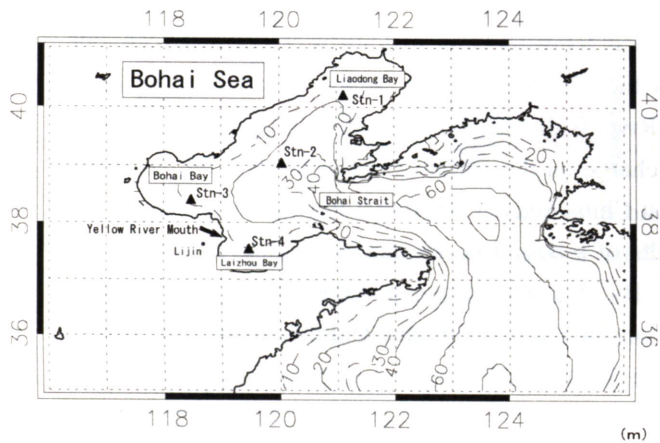 118 120 122 124
Bohai Sea
Liaodong Bay
Stn-1
40 40
10 20
Stn-2
30
40
20
60
Bohai Bay
Stn-3
Bohai Strait
38 38
Yellow River Mouth
Lijin
Stn-4
Laizhou Bay
36 36
10 20 30 40 60
118 120 122 124
(m)